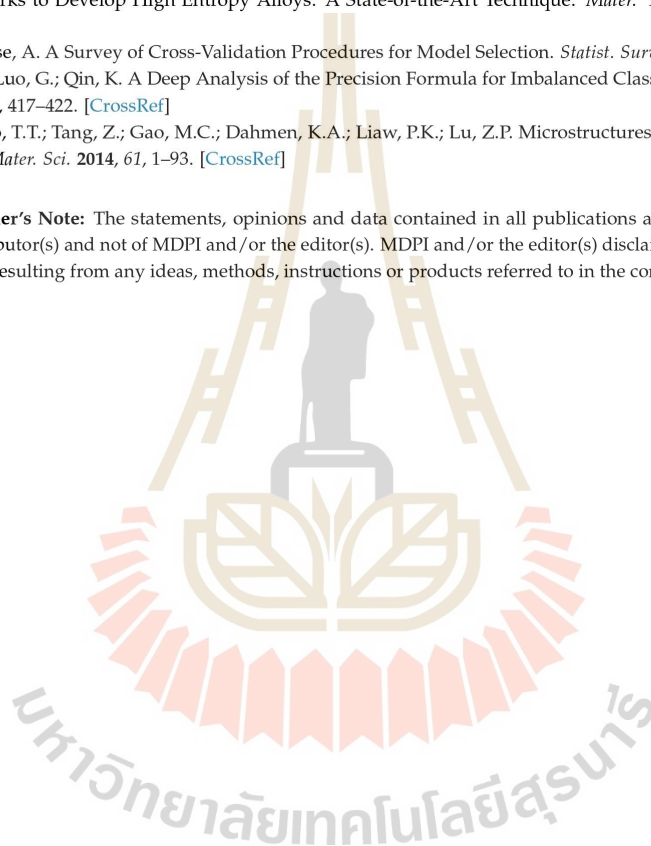 to Develop High Entropy Alloys: A State-of-the-Art Technique. Mater.
A. A Survey of Cross-Validation Procedures for Model Selection. Statist. Surv
Luo, G.; Qin, K. A Deep Analysis of the Precision Formula for Imbalanced Clas
, 417–422. [CrossRef]
, T.T.; Tang, Z.; Gao, M.C.; Dahmen, K.A.; Liaw, P.K.; Lu, Z.P. Microstructures
Mater. Sci. 2014, 61, 1–93. [CrossRef]
er's Note: The statements, opinions and data contained in all publications a
butor(s) and not of MDPI and/or the editor(s). MDPI and/or the editor(s) discla
resulting from any ideas, methods, instructions or products referred to in the con
มหาวิทยาลัยเทคโนโลยีสุรนารี